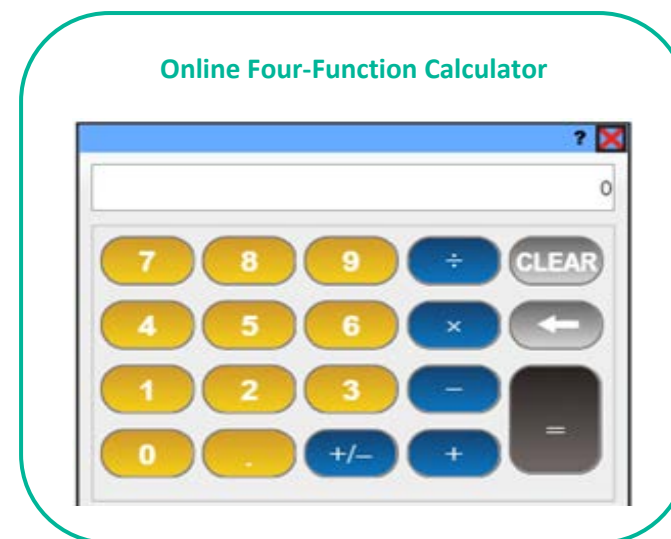 Online Four-Function Calculator
?
0
7 8 9 ÷ CLEAR
4 5 6 ×
1 2 3 –
0 . +/– + =